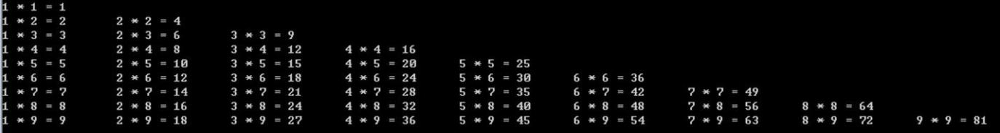 1 * 1 = 1
1 * 2 = 2 2 * 2 = 4
1 * 3 = 3 2 * 3 = 6 3 * 3 = 9
1 * 4 = 4 2 * 4 = 8 3 * 4 = 12 4 * 4 = 16
1 * 5 = 5 2 * 5 = 10 3 * 5 = 15 4 * 5 = 20 5 * 5 = 25
1 * 6 = 6 2 * 6 = 12 3 * 6 = 18 4 * 6 = 24 5 * 6 = 30 6 * 6 = 36
1 * 7 = 7 2 * 7 = 14 3 * 7 = 21 4 * 7 = 28 5 * 7 = 35 6 * 7 = 42 7 * 7 = 49
1 * 8 = 8 2 * 8 = 16 3 * 8 = 24 4 * 8 = 32 5 * 8 = 40 6 * 8 = 48 7 * 8 = 56 8 * 8 = 64
1 * 9 = 9 2 * 9 = 18 3 * 9 = 27 4 * 9 = 36 5 * 9 = 45 6 * 9 = 54 7 * 9 = 63 8 * 9 = 72 9 * 9 = 81